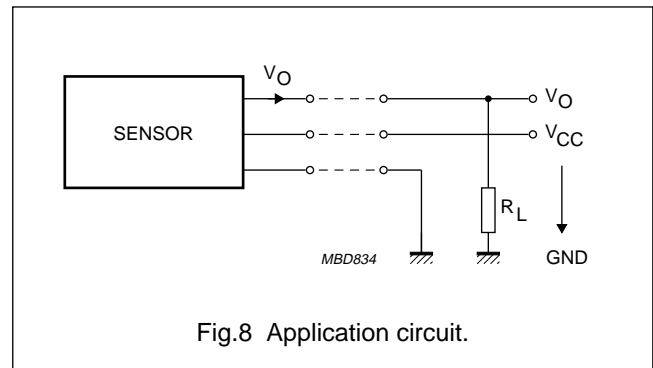 VO
VO
SENSOR
VCC
RL
MBD834
GND
Fig.8 Application circuit.